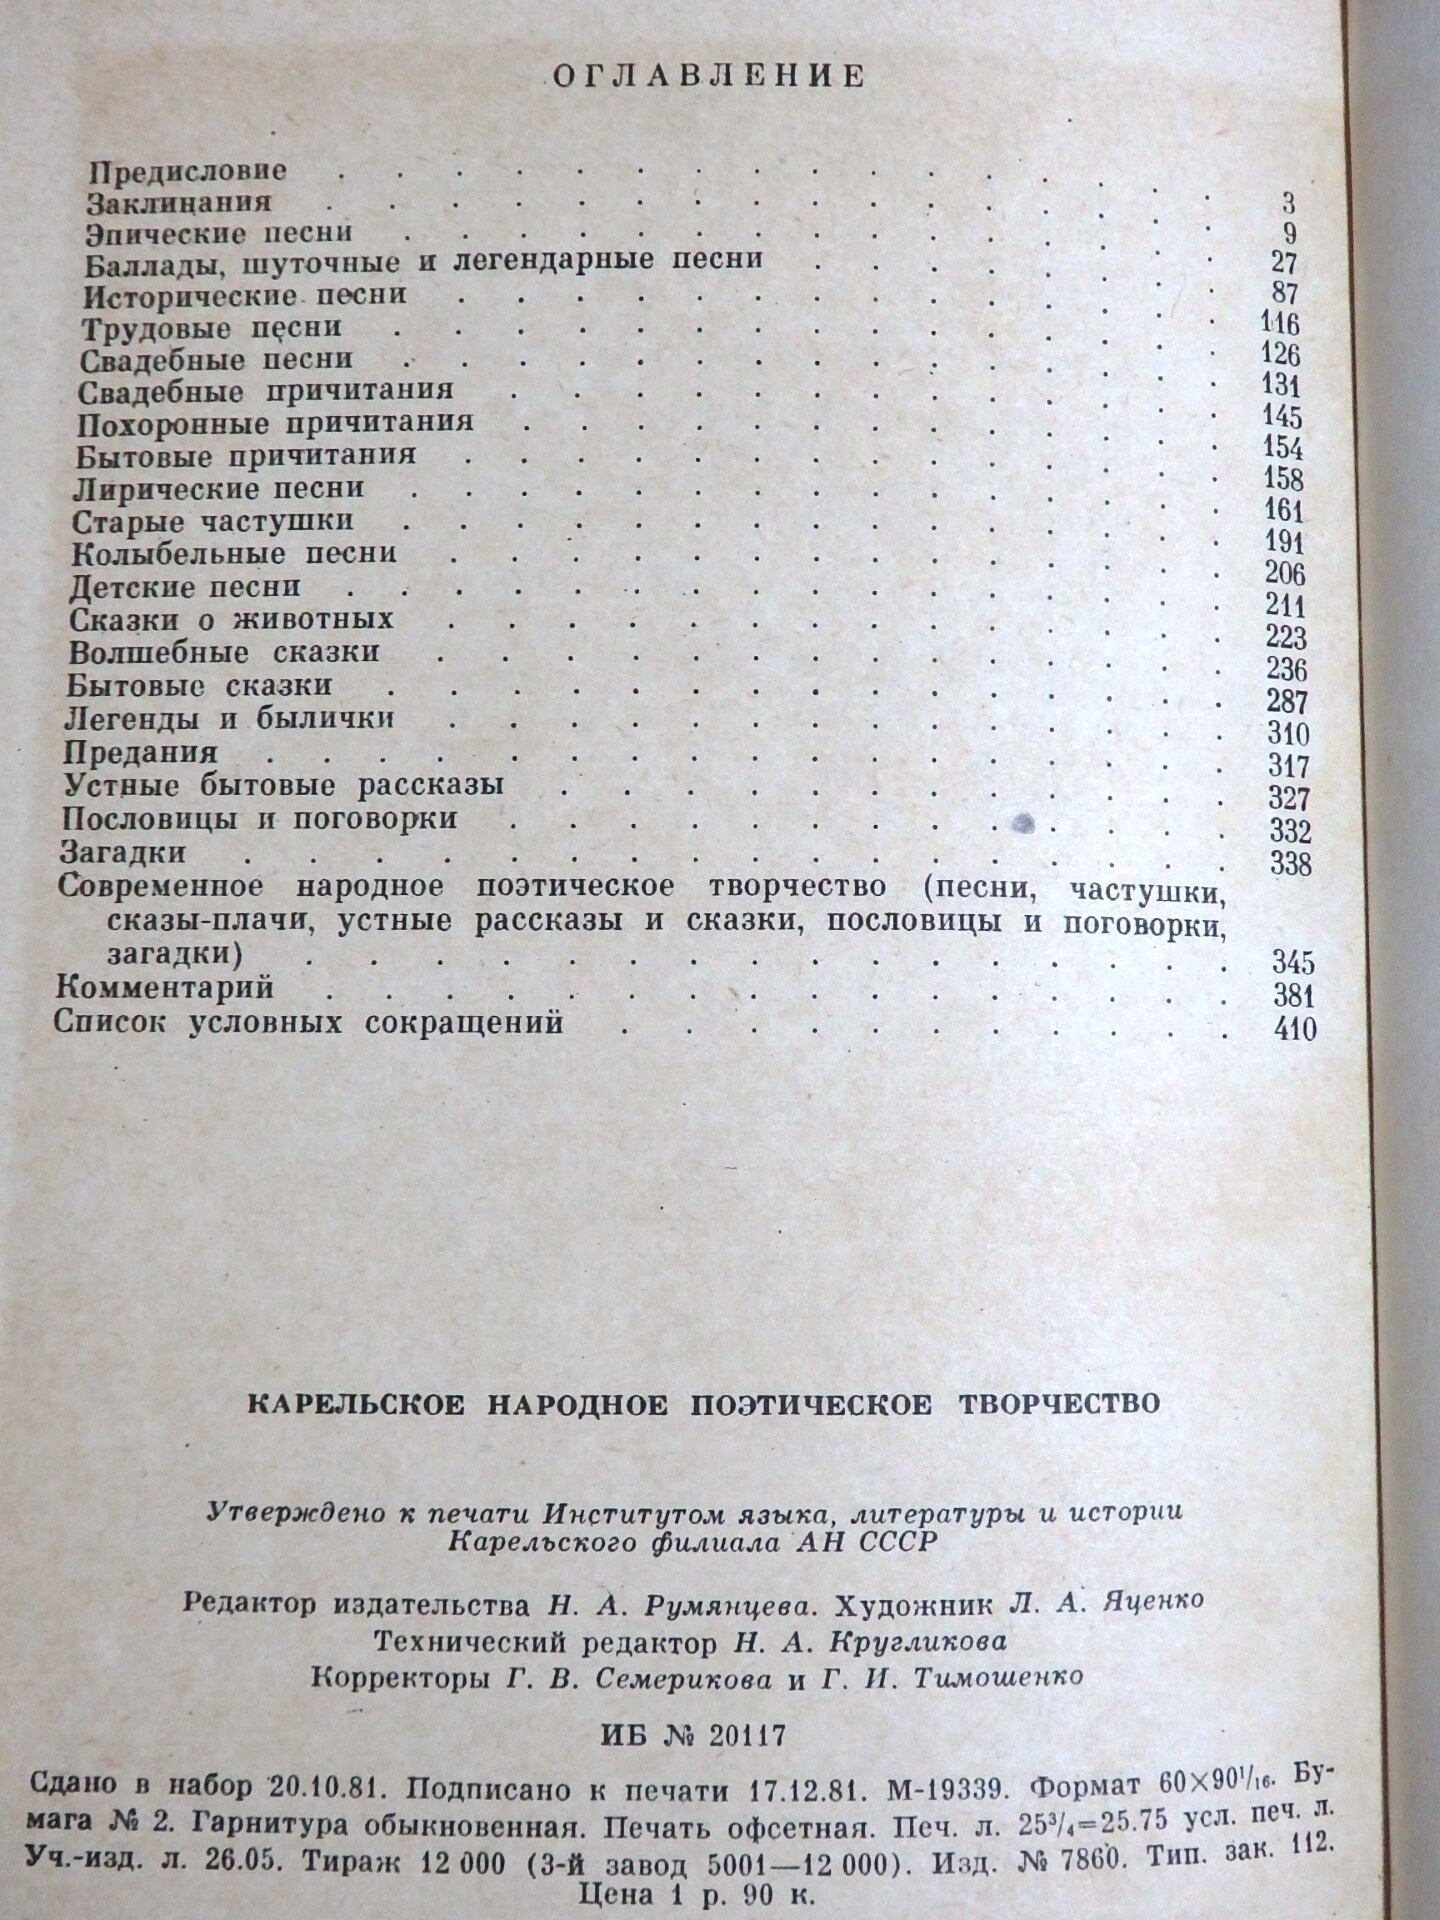 ОГЛАВЛЕНИЕ
Предисловие . . . . . . . . . . . . . . . . 3
Заклинания . . . . . . . . . . . . . . . . 9
Эпические песни . . . . . . . . . . . . . . . 27
Баллады, шуточные и легендарные песни . . . . . . . . 87
Исторические песни . . . . . . . . . . . . . . 116
Трудовые песни . . . . . . . . . . . . . . . 126
Свадебные песни . . . . . . . . . . . . . . . 131
Свадебные причитания . . . . . . . . . . . . . 145
Похоронные причитания . . . . . . . . . . . . . 154
Бытовые причитания . . . . . . . . . . . . . . 158
Лирические песни . . . . . . . . . . . . . . . 161
Старые частушки . . . . . . . . . . . . . . . 191
Колыбельные песни . . . . . . . . . . . . . . 206
Детские песни . . . . . . . . . . . . . . . . 211
Сказки о животных . . . . . . . . . . . . . . 223
Волшебные сказки . . . . . . . . . . . . . . 236
Бытовые сказки . . . . . . . . . . . . . . . 287
Легенды и былички . . . . . . . . . . . . . . 310
Предания . . . . . . . . . . . . . . . . . 317
Устные бытовые рассказы . . . . . . . . . . . . 327
Пословицы и поговорки . . . . . . . . . . . . . 332
Загадки . . . . . . . . . . . . . . . . . 338
Современное народное поэтическое творчество (песни, частушки,
сказы-плачи, устные рассказы и сказки, пословицы и поговорки,
загадки) . . . . . . . . . . . . . . . . 345
Комментарий . . . . . . . . . . . . . . . . 381
Список условных сокращений . . . . . . . . . . . 410
КАРЕЛЬСКОЕ НАРОДНОЕ ПОЭТИЧЕСКОЕ ТВОРЧЕСТВО
Утверждено к печати Институтом языка, литературы и истории
Карельского филиала АН СССР
Редактор издательства Н. А. Румянцева. Художник Л. А. Яценко
Технический редактор Н. А. Кругликова
Корректоры Г. В. Семерикова и Г. И. Тимошенко
ИБ № 20117
Сдано в набор 20.10.81. Подписано к печати 17.12.81. М-19339. Формат 60×90¹/₁₆. Бу-
мага № 2. Гарнитура обыкновенная. Печать офсетная. Печ. л. 25³/₄=25.75 усл. печ. л.
Уч.-изд. л. 26.05. Тираж 12 000 (3-й завод 5001—12 000). Изд. № 7860. Тип. зак. 112.
Цена 1 р. 90 к.